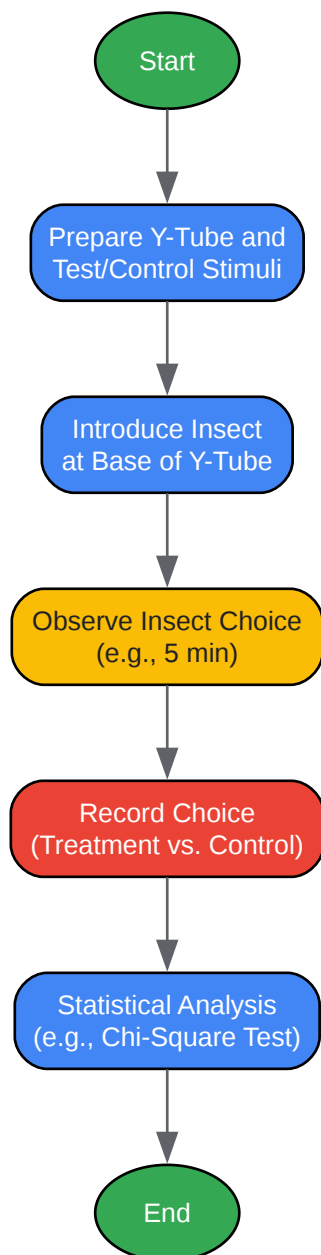 Start
Prepare Y-Tube and
Test/Control Stimuli
Introduce Insect
at Base of Y-Tube
Observe Insect Choice
(e.g., 5 min)
Record Choice
(Treatment vs. Control)
Statistical Analysis
(e.g., Chi-Square Test)
End